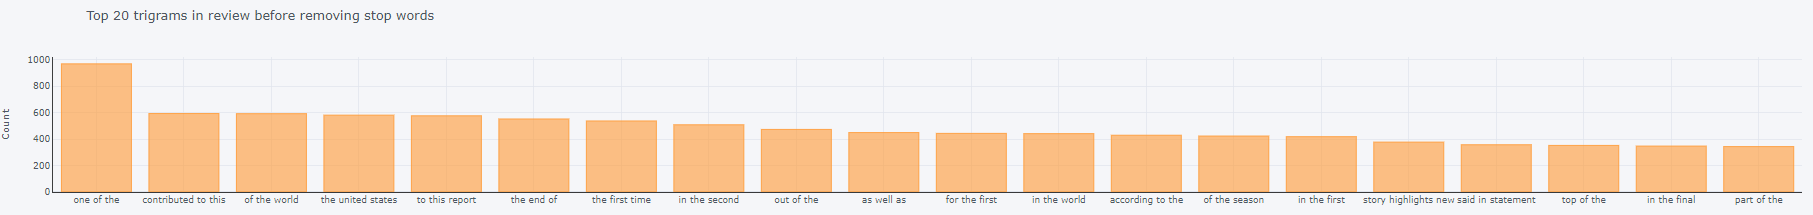 Top 20 trigrams in review before removing stop words
1000
800
600
400
200
0
Count
one of the
contributed to this
of the world
the united states
to this report
the end of
the first time
in the second
out of the
as well as
for the first
in the world
according to the
of the season
in the first
story highlights new
said in statement
top of the
in the final
part of the